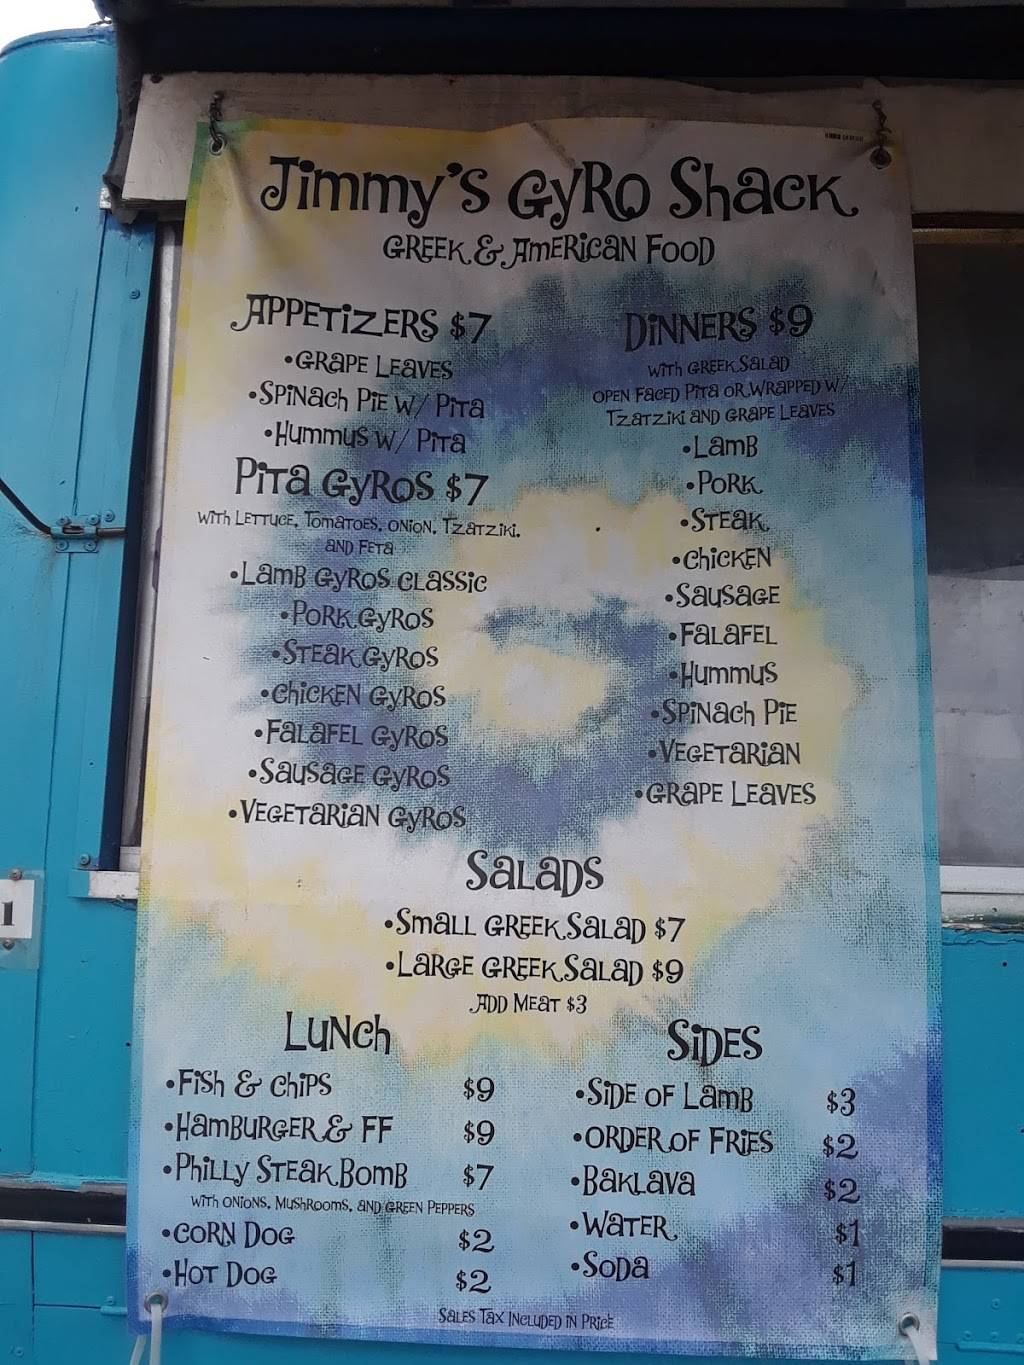 Jimmy's Gyro Shack
Greek & American Food
Appetizers $7
•Grape Leaves
•Spinach Pie w/ Pita
•Hummus w/ Pita
Pita Gyros $7
with Lettuce, Tomatoes, onion, Tzatziki,
and Feta
•Lamb Gyros Classic
•Pork Gyros
•Steak Gyros
•Chicken Gyros
•Falafel Gyros
•Sausage Gyros
•Vegetarian Gyros
Dinners $9
with Greek Salad
open Faced Pita or Wrapped w/
Tzatziki and Grape Leaves
•Lamb
•Pork
•Steak
•Chicken
•Sausage
•Falafel
•Hummus
•Spinach Pie
•Vegetarian
•Grape Leaves
Salads
•Small Greek Salad $7
•Large Greek Salad $9
Add Meat $3
Lunch
•Fish & Chips $9
•Hamburger & FF $9
•Philly Steak Bomb $7
with onions, Mushrooms, and Green Peppers
•Corn Dog $2
•Hot Dog $2
Sides
•Side of Lamb $3
•Order of Fries $2
•Baklava $2
•Water $1
•Soda $1
Sales Tax Included in Price
1